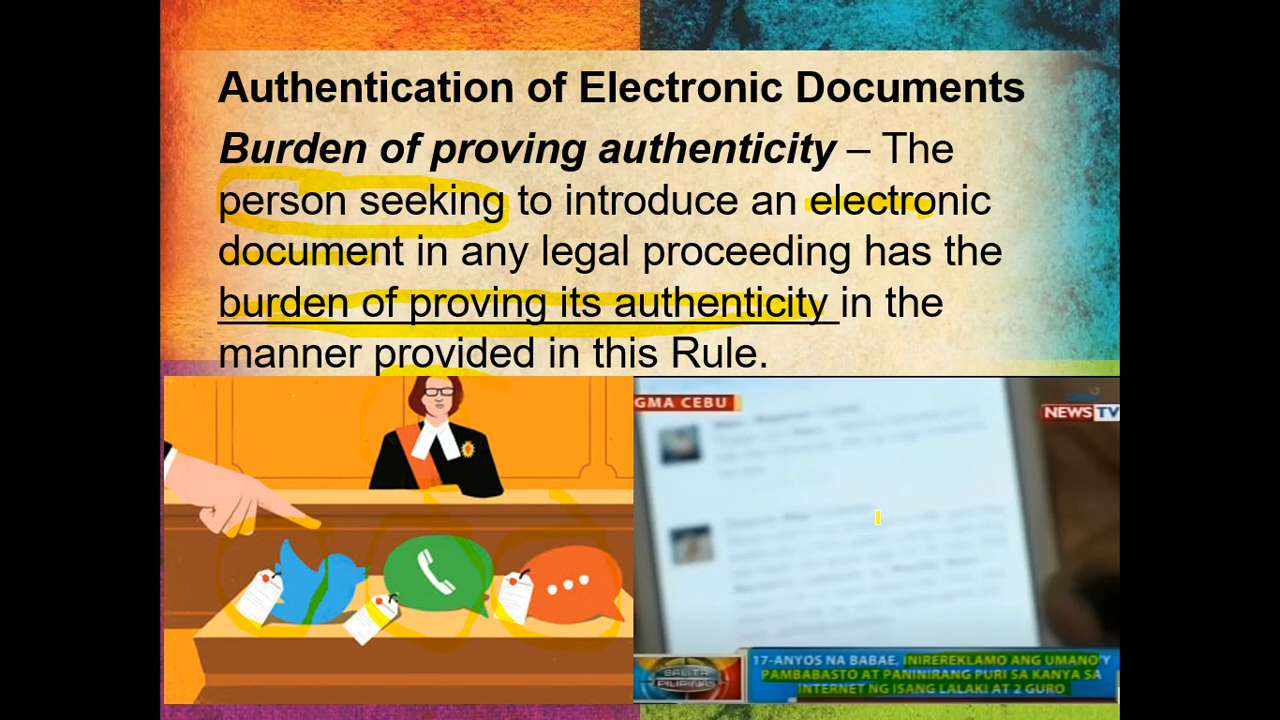 Authentication of Electronic Documents
Burden of proving authenticity – The
person seeking to introduce an electronic
document in any legal proceeding has the
burden of proving its authenticity in the
manner provided in this Rule.
GMA CEBU
NEWS TV
BALITA
PILIPINAS
17-ANYOS NA BABAE, INIREREKLAMO ANG UMANO'Y
PAMBABASTO AT PANINIRANG PURI SA KANYA SA
INTERNET NG ISANG LALAKI AT 2 GURO